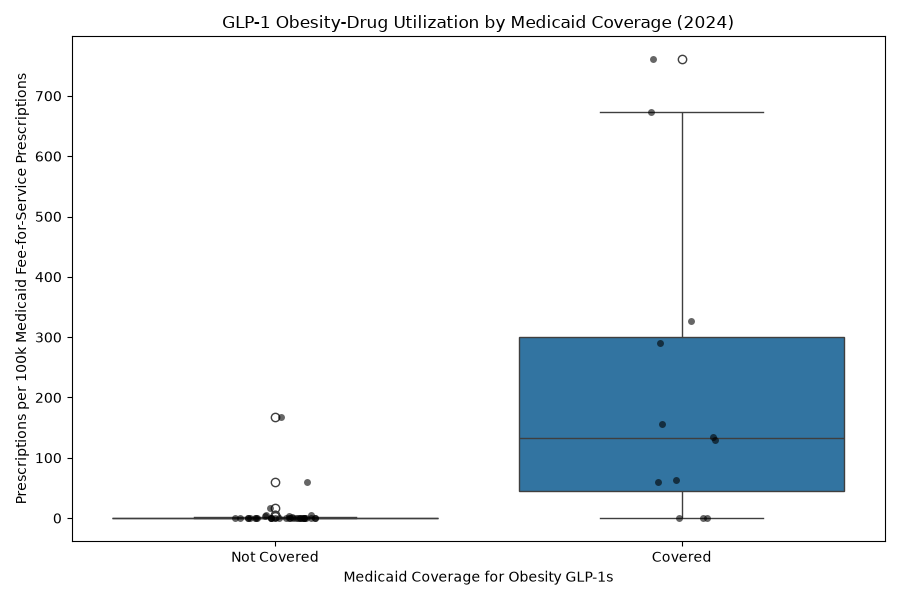 GLP-1 Obesity-Drug Utilization by Medicaid Coverage (2024)
Prescriptions per 100k Medicaid Fee-for-Service Prescriptions
700
600
500
400
300
200
100
0
Not Covered
Covered
Medicaid Coverage for Obesity GLP-1s